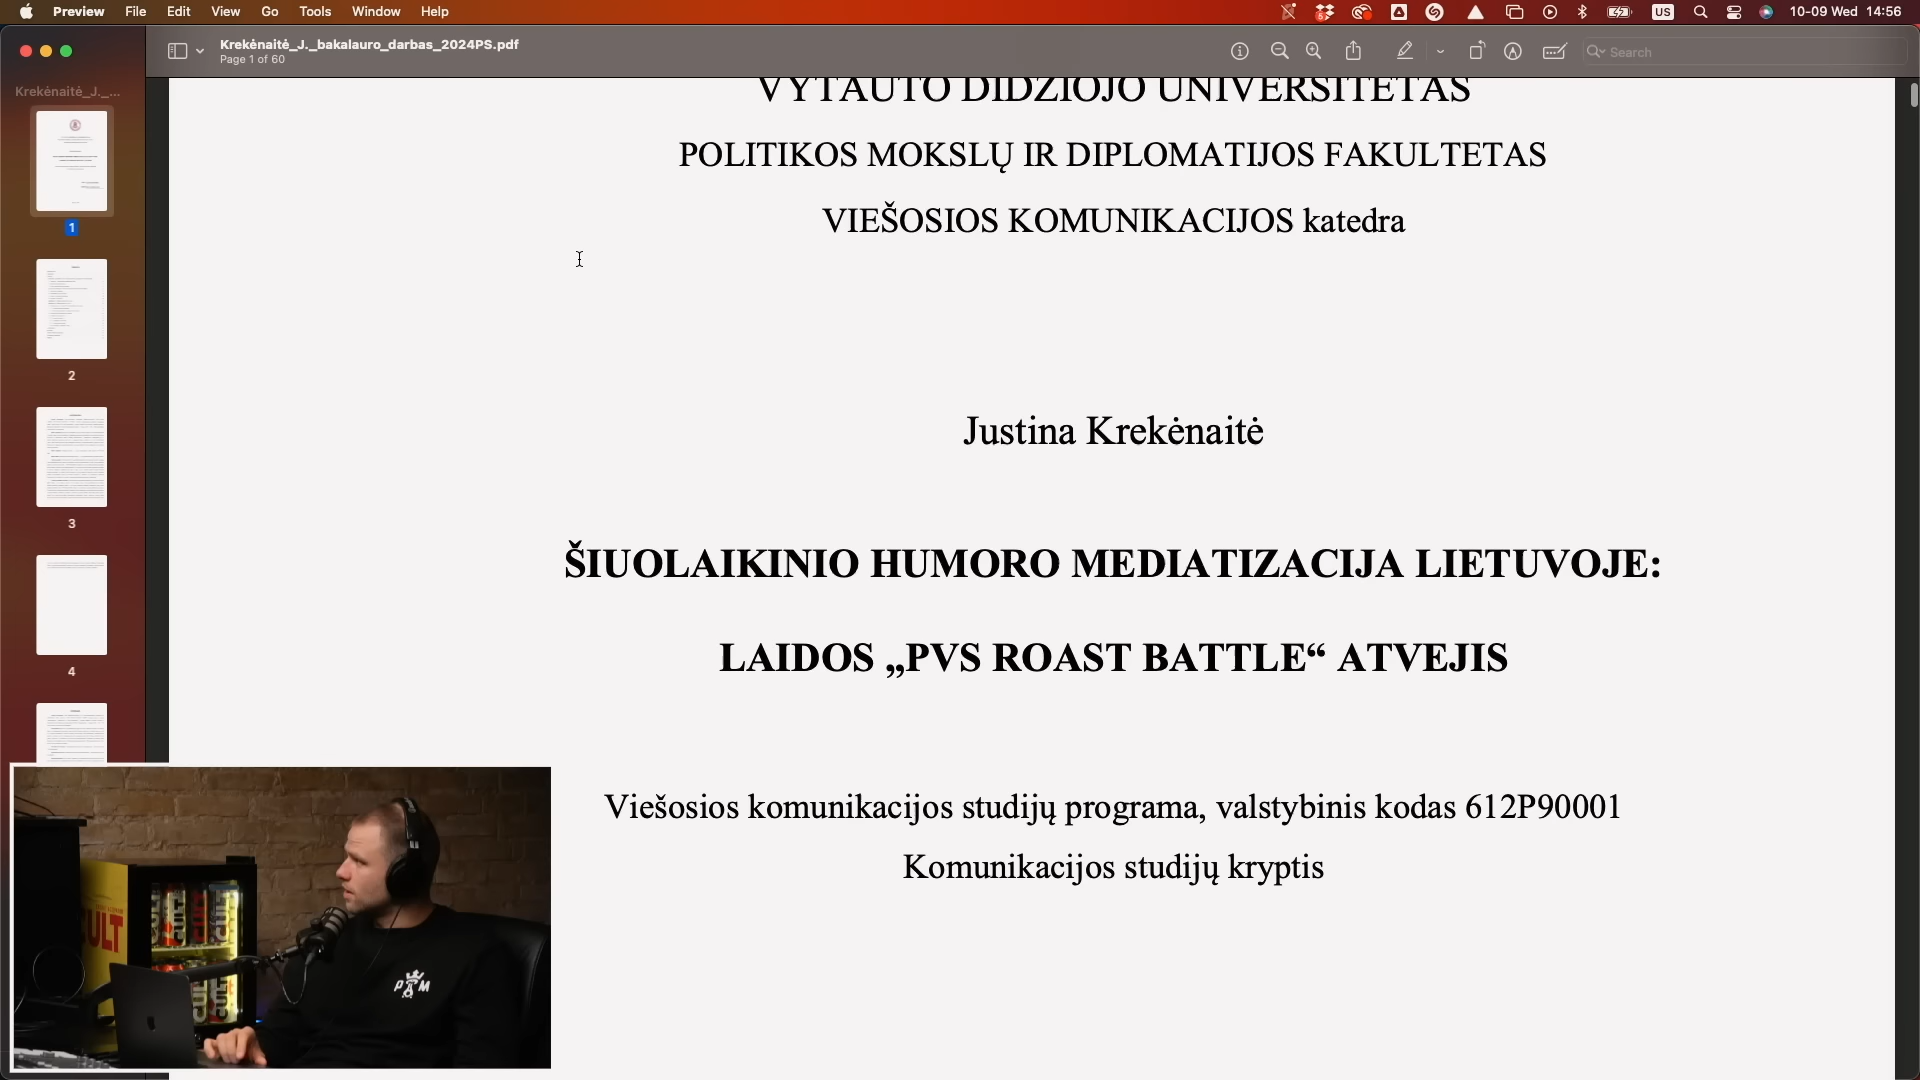 Preview File Edit View Go Tools Window Help US 10-09 Wed 14:56
Krekėnaitė_J._bakalauro_darbas_2024PS.pdf
Page 1 of 60
Search
Krekėnaitė_J._...
1
2
3
4
VYTAUTO DIDŽIOJO UNIVERSITETAS
POLITIKOS MOKSLŲ IR DIPLOMATIJOS FAKULTETAS
VIEŠOSIOS KOMUNIKACIJOS katedra
Justina Krekėnaitė
ŠIUOLAIKINIO HUMORO MEDIATIZACIJA LIETUVOJE:
LAIDOS „PVS ROAST BATTLE“ ATVEJIS
Viešosios komunikacijos studijų programa, valstybinis kodas 612P90001
Komunikacijos studijų kryptis
CULT